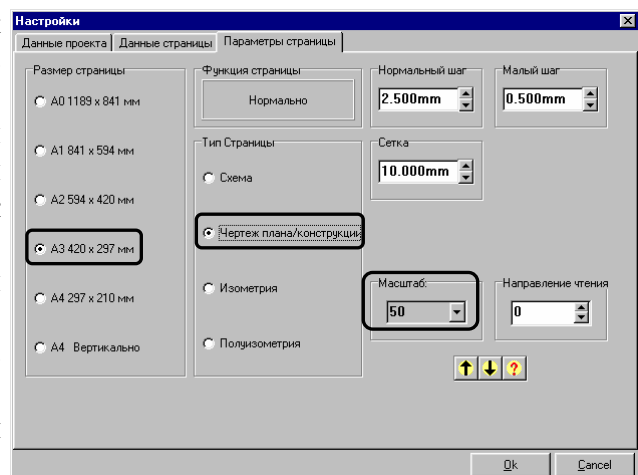 Настройки
Данные проекта Данные страницы Параметры страницы
Размер страницы
A0 1189 x 841 мм
A1 841 x 594 мм
A2 594 x 420 мм
A3 420 x 297 мм
A4 297 x 210 мм
A4 Вертикально
Функция страницы
Нормально
Тип Страницы
Схема
Чертеж плана/конструкции
Изометрия
Полуизометрия
Нормальный шаг
2.500mm
Малый шаг
0.500mm
Сетка
10.000mm
Масштаб:
50
Направление чтения
0
?
Ok Cancel